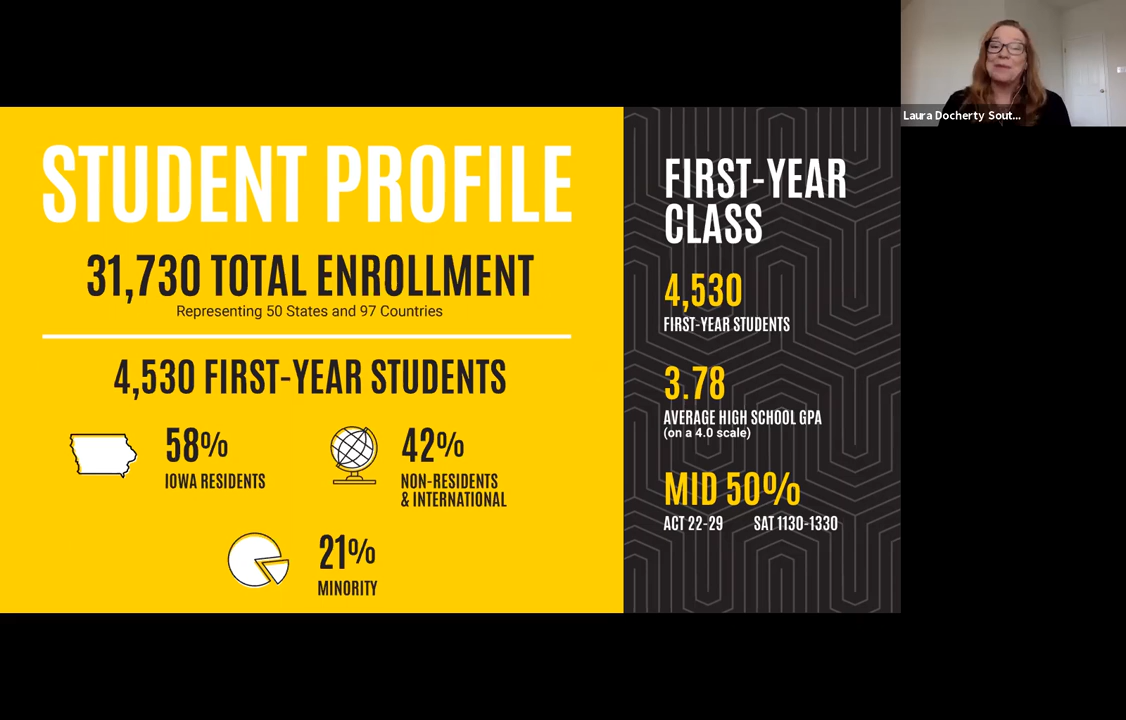 Laura Docherty Sout...
STUDENT PROFILE
31,730 TOTAL ENROLLMENT
Representing 50 States and 97 Countries
4,530 FIRST-YEAR STUDENTS
58%
IOWA RESIDENTS
42%
NON-RESIDENTS
& INTERNATIONAL
21%
MINORITY
FIRST-YEAR
CLASS
4,530
FIRST-YEAR STUDENTS
3.78
AVERAGE HIGH SCHOOL GPA
(on a 4.0 scale)
MID 50%
ACT 22-29 SAT 1130-1330